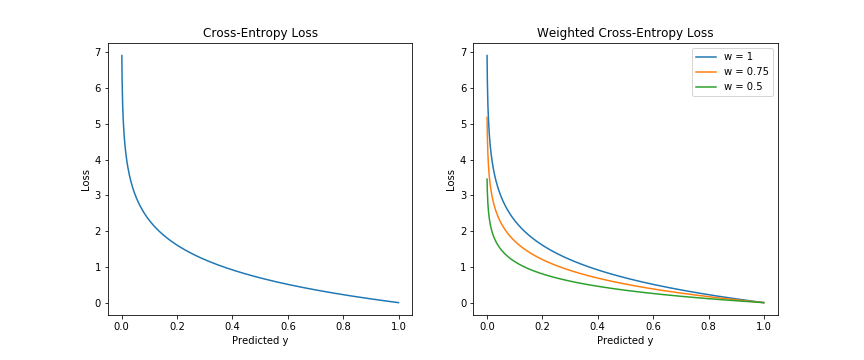 Cross-Entropy Loss
7
6
5
4
3
2
1
0
Loss
0.0 0.2 0.4 0.6 0.8 1.0
Predicted y
Weighted Cross-Entropy Loss
w = 1
w = 0.75
w = 0.5
7
6
5
4
3
2
1
0
Loss
0.0 0.2 0.4 0.6 0.8 1.0
Predicted y